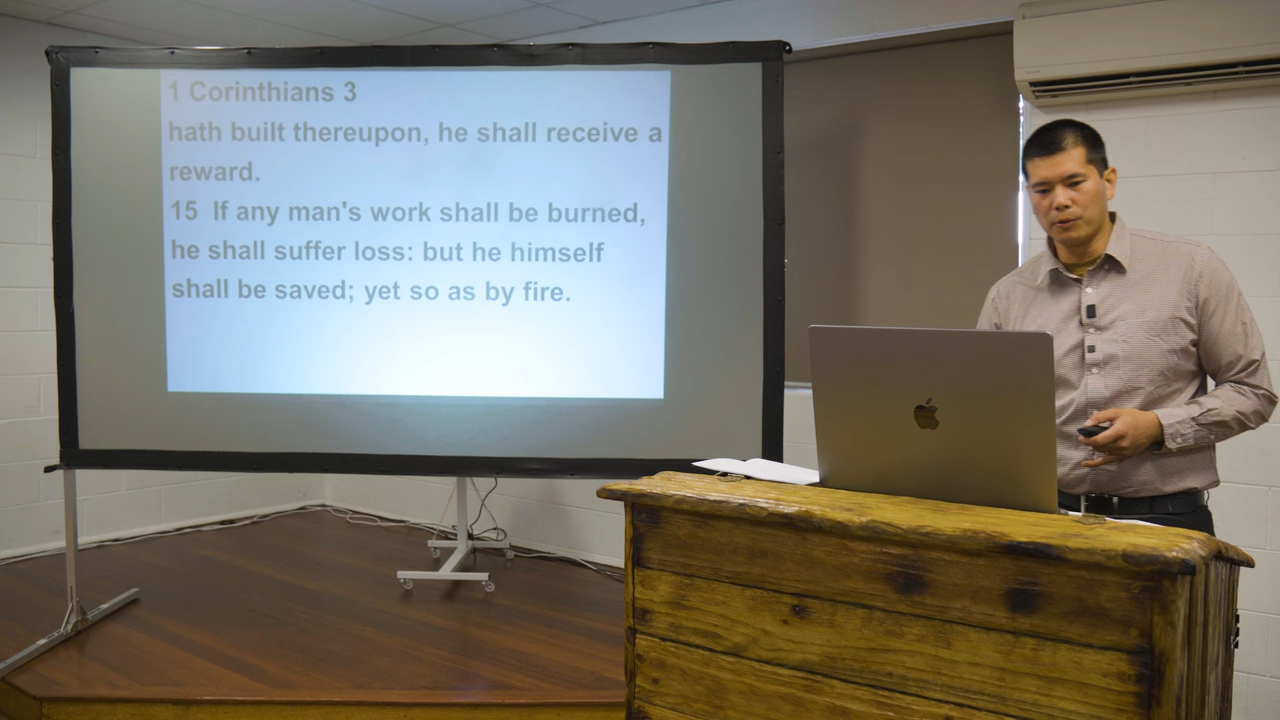 1 Corinthians 3
hath built thereupon, he shall receive a
reward.
15 If any man's work shall be burned,
he shall suffer loss: but he himself
shall be saved; yet so as by fire.